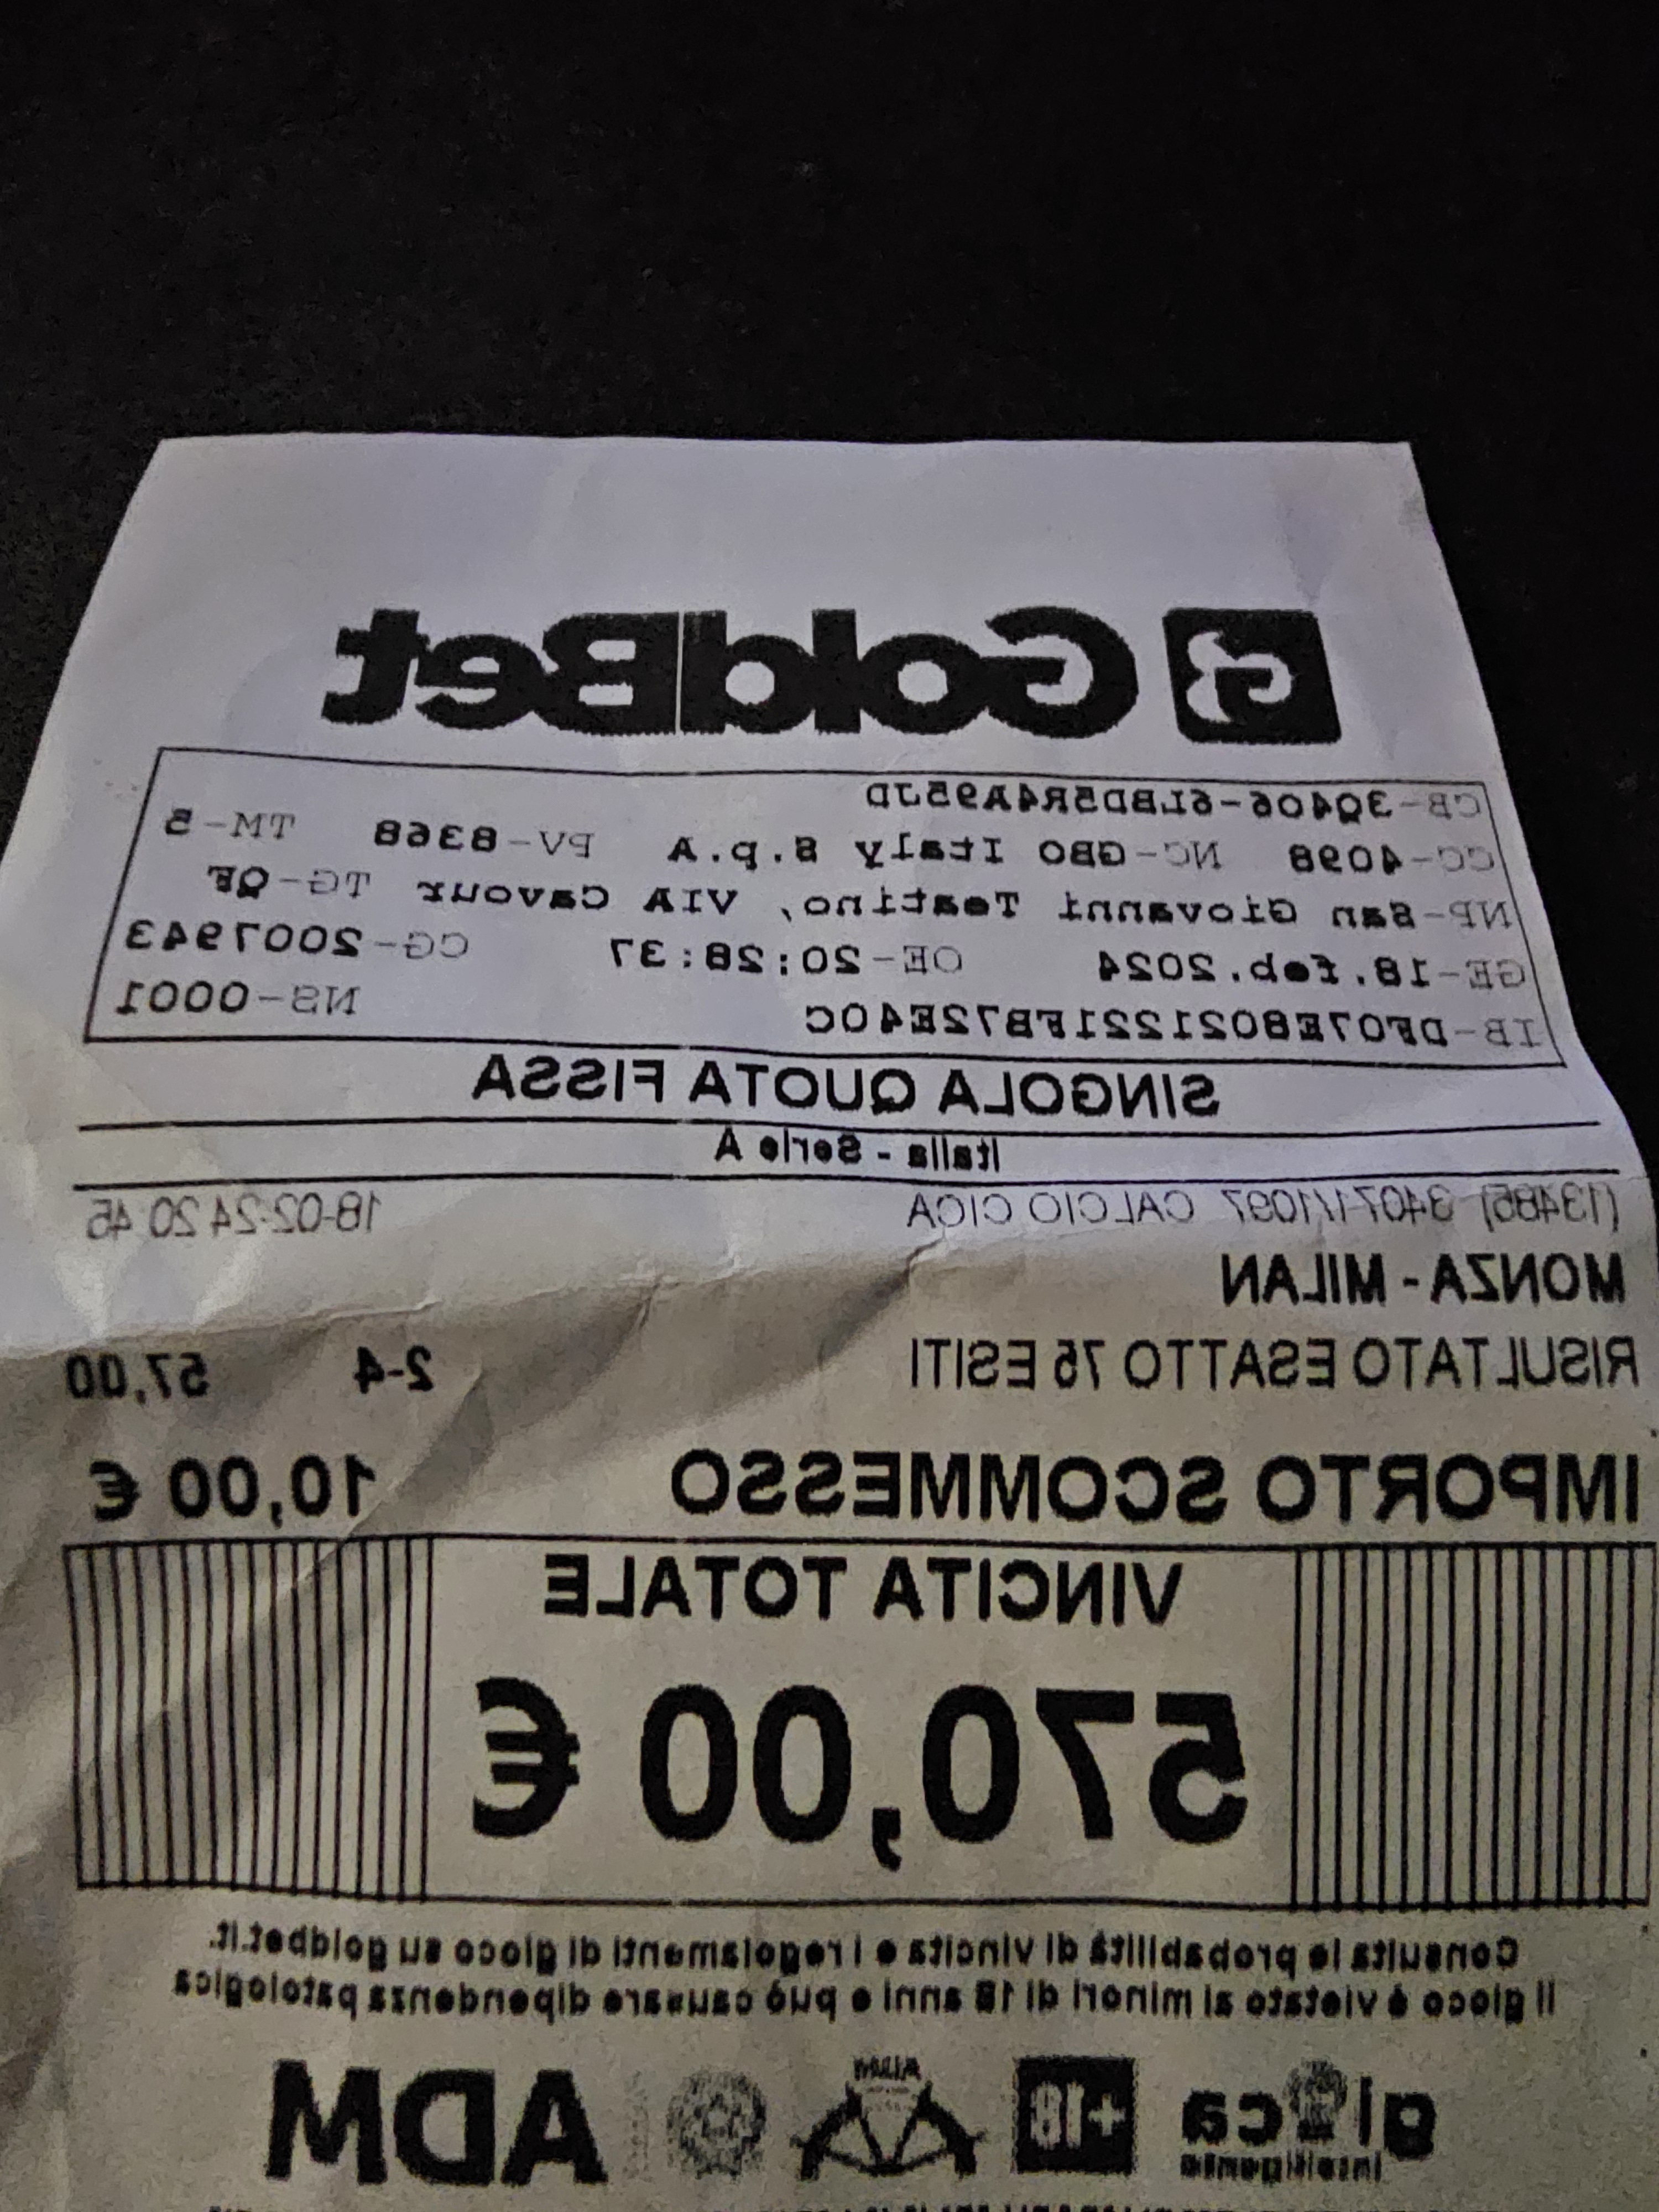 G GoldBet
CB-3Q406-6LBD5R4A95JD
CC-4098 NC-GBO Italy S.p.A PV-8368 TM-5
NP-San Giovanni Teatino, VIA Cavour TG-QF
GE-18.feb.2024 OE-20:28:37 CG-2007943
IB-DF07E8021221FB72E40C NS-0001
SINGOLA QUOTA FISSA
Italia - Serie A
(13485) 34071/1097 CALCIO CICA 18-02-24 20:45
MONZA - MILAN
RISULTATO ESATTO 75 ESITI 2-4 57,00
IMPORTO SCOMMESSO 10,00 €
VINCITA TOTALE
570,00 €
Consulta le probabilità di vincita e i regolamenti di gioco su goldbet.it.
Il gioco è vietato ai minori di 18 anni e può causare dipendenza patologica
gioca +18 ADM
intelligente